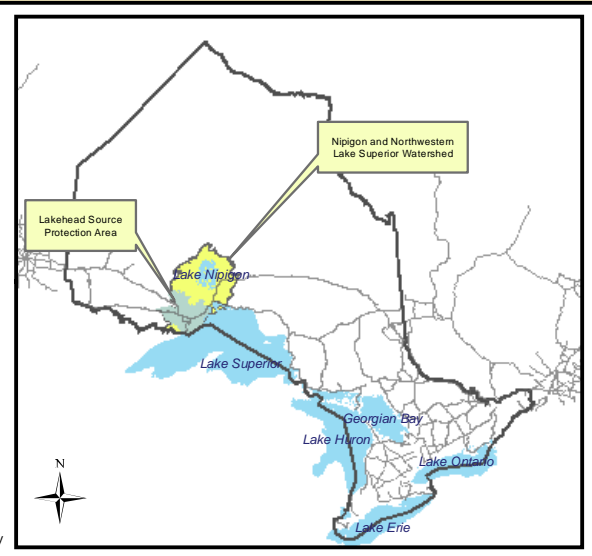 Nipigon and Northwestern
Lake Superior Watershed
Lakehead Source
Protection Area
Lake Nipigon
Lake Superior
Georgian Bay
Lake Huron
Lake Ontario
N
Lake Erie
y